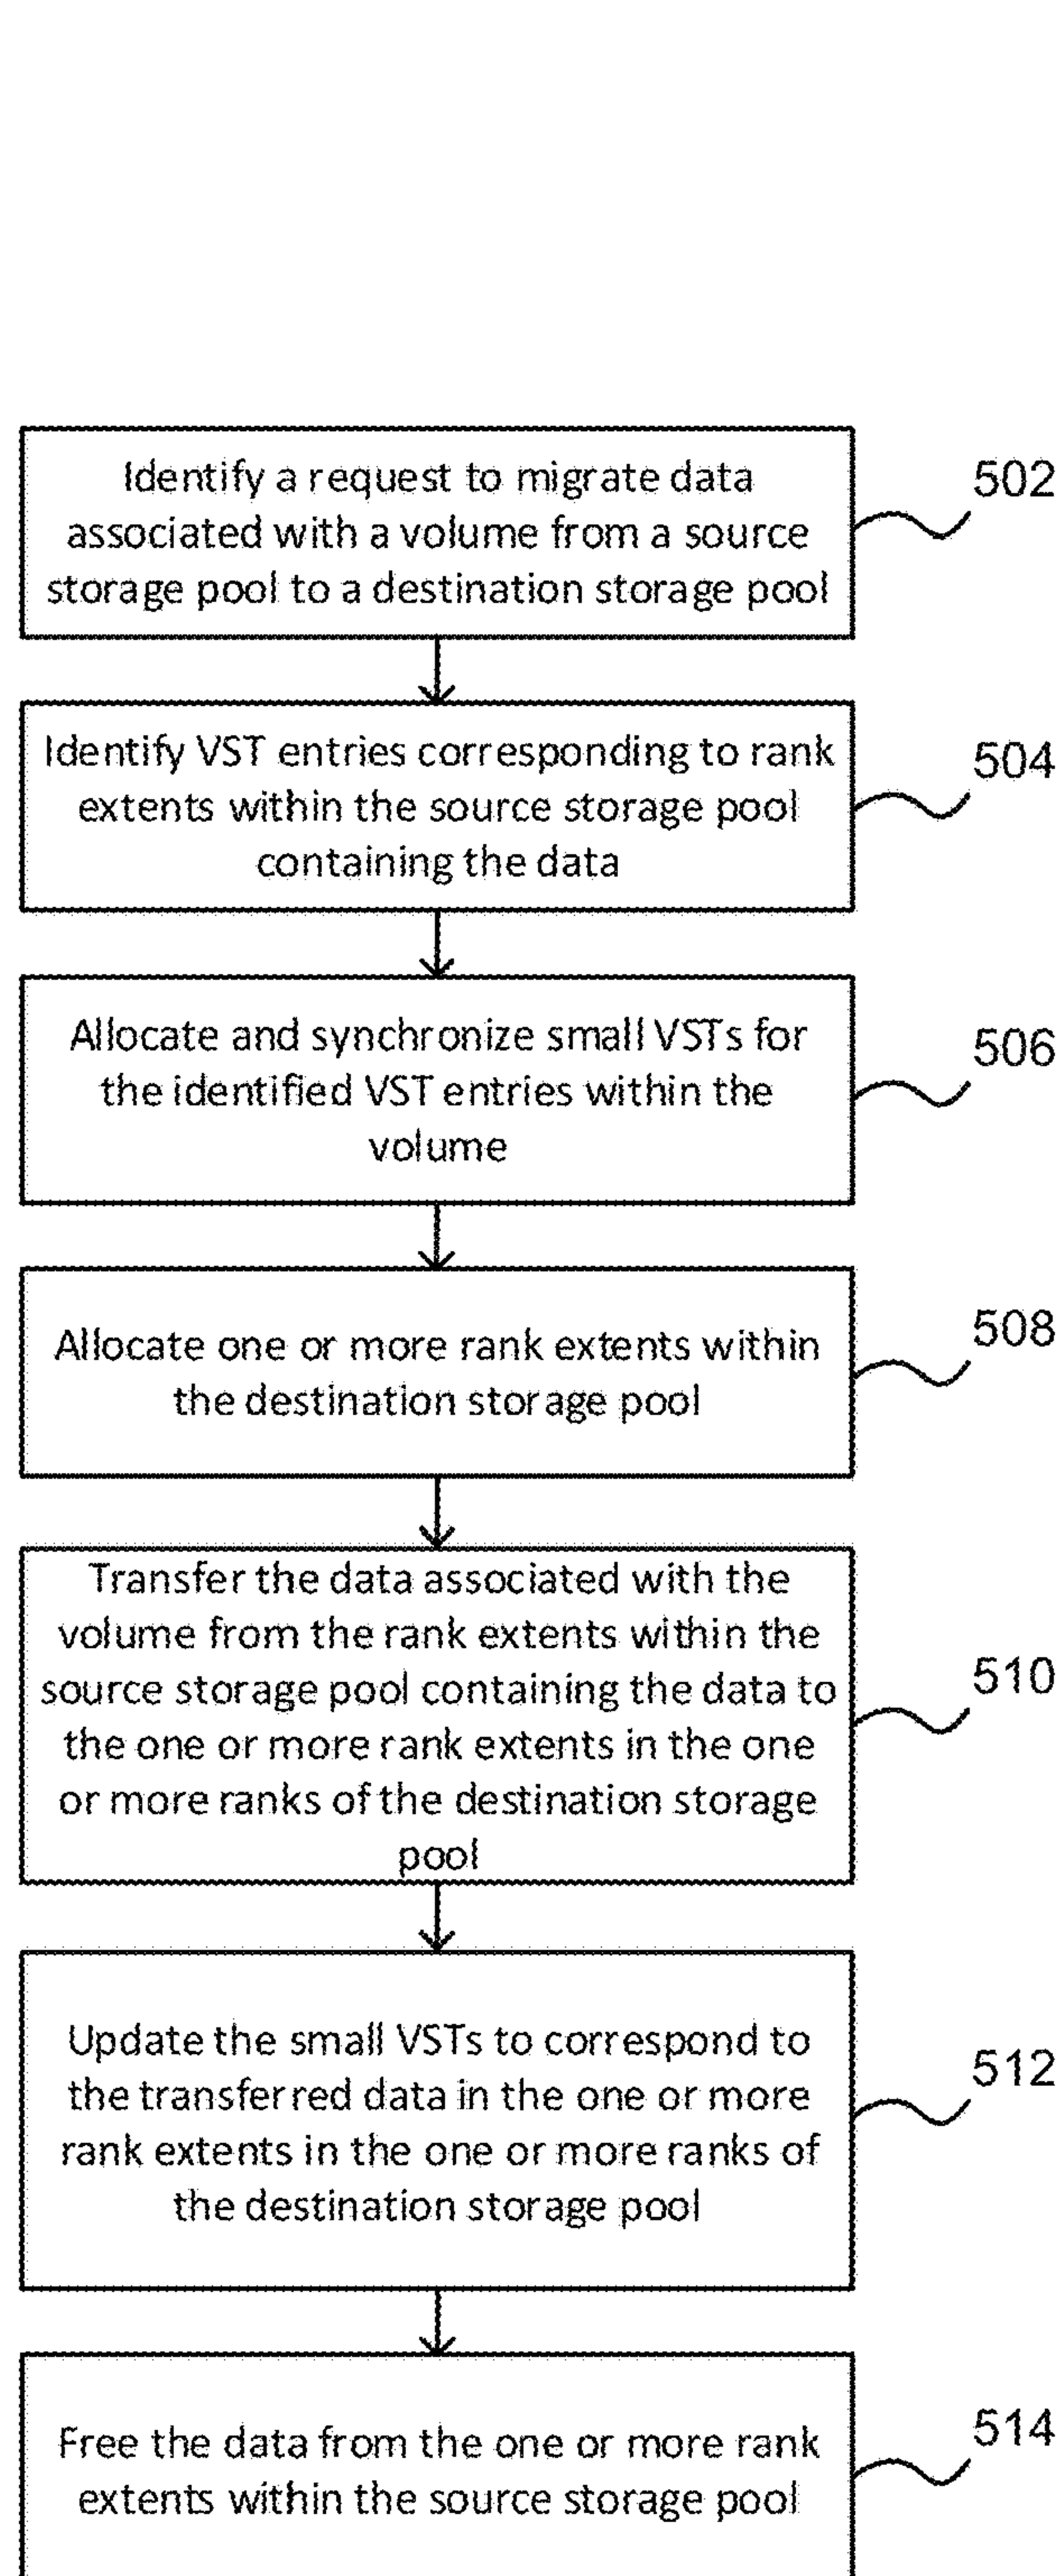 Identify a request to migrate data
associated with a volume from a source
storage pool to a destination storage pool
502
Identify VST entries corresponding to rank
extents within the source storage pool
containing the data
504
Allocate and synchronize small VSTs for
the identified VST entries within the
volume
506
Allocate one or more rank extents within
the destination storage pool
508
Transfer the data associated with the
volume from the rank extents within the
source storage pool containing the data to
the one or more rank extents in the one
or more ranks of the destination storage
pool
510
Update the small VSTs to correspond to
the transferred data in the one or more
rank extents in the one or more ranks of
the destination storage pool
512
Free the data from the one or more rank
extents within the source storage pool
514